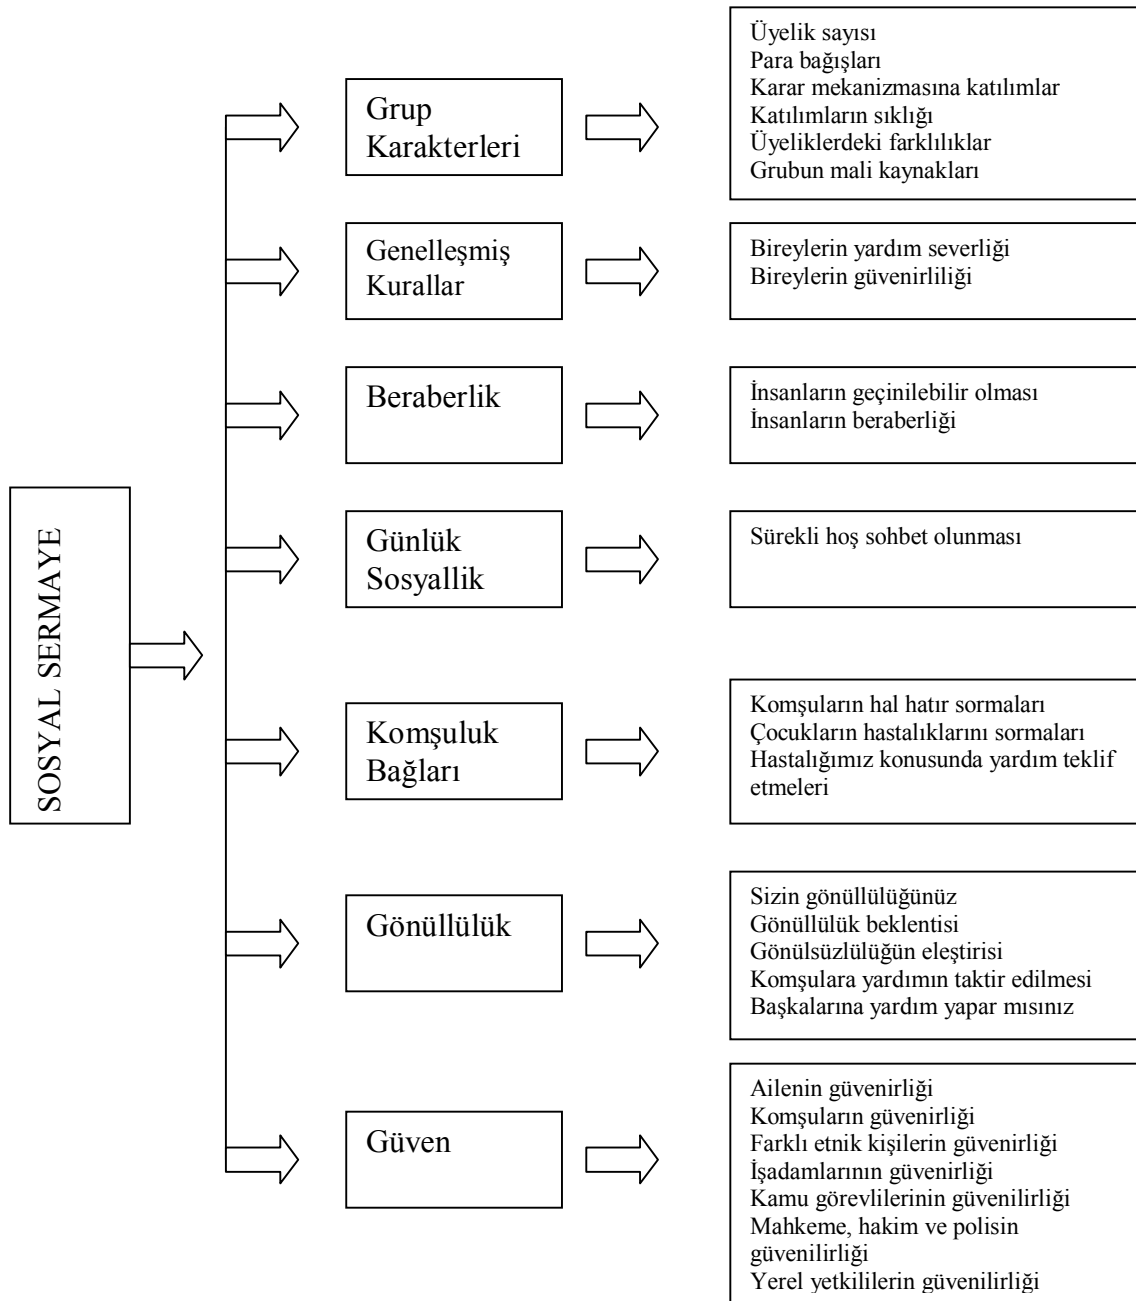 SOSYAL SERMAYE
Grup
Karakterleri
Üyelik sayısı
Para bağışları
Karar mekanizmasına katılımlar
Katılımların sıklığı
Üyeliklerdeki farklılıklar
Grubun mali kaynakları
Genelleşmiş
Kurallar
Bireylerin yardım severliği
Bireylerin güvenirliliği
Beraberlik
İnsanların geçinilebilir olması
İnsanların beraberliği
Günlük
Sosyallik
Sürekli hoş sohbet olunması
Komşuluk
Bağları
Komşuların hal hatır sormaları
Çocukların hastalıklarını sormaları
Hastalığımız konusunda yardım teklif
etmeleri
Gönüllülük
Sizin gönüllülüğünüz
Gönüllülük beklentisi
Gönülsüzlülüğün eleştirisi
Komşulara yardımın taktir edilmesi
Başkalarına yardım yapar mısınız
Güven
Ailenin güvenirliği
Komşuların güvenirliği
Farklı etnik kişilerin güvenirliği
İşadamlarının güvenirliği
Kamu görevlilerinin güvenilirliği
Mahkeme, hakim ve polisin
güvenilirliği
Yerel yetkililerin güvenilirliği